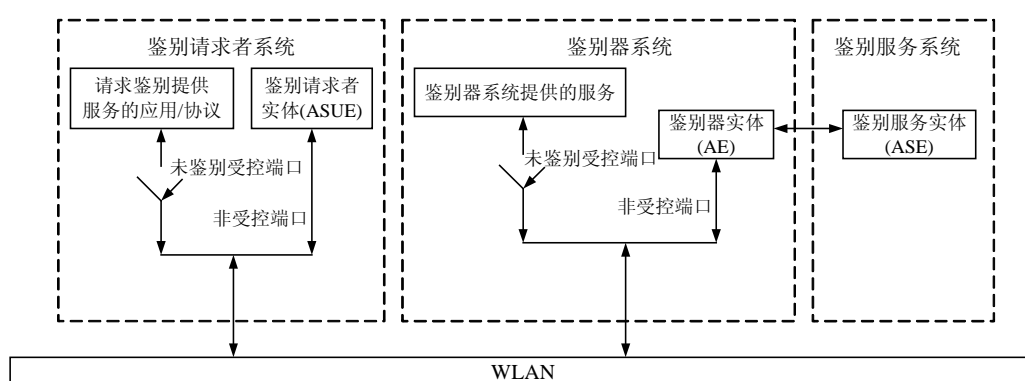 鉴别请求者系统
请求鉴别提供
服务的应用/协议
鉴别请求者
实体(ASUE)
未鉴别受控端口
非受控端口
鉴别器系统
鉴别器系统提供的服务
鉴别器实体
(AE)
未鉴别受控端口
非受控端口
鉴别服务系统
鉴别服务实体
(ASE)
WLAN